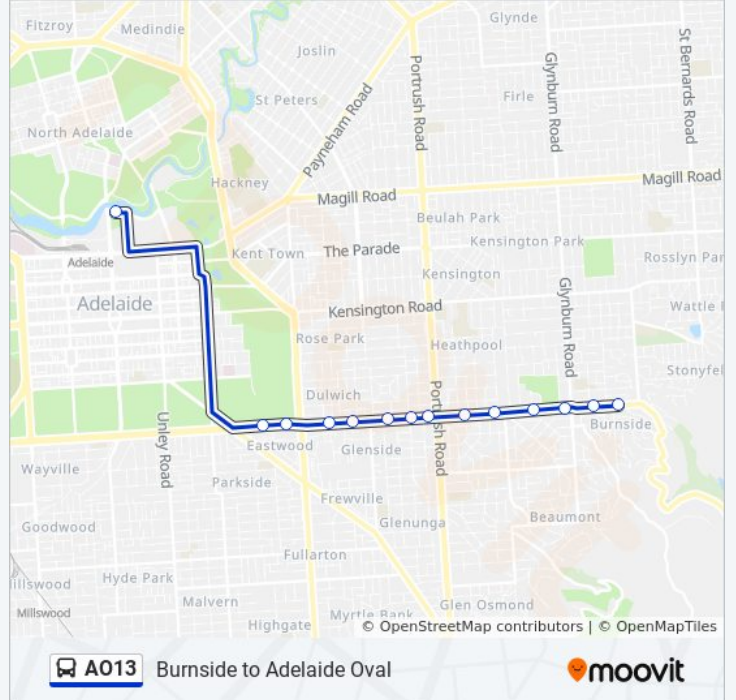 Fitzroy
Medindie
Glynde
Joslin
St Bernards Road
Portrush Road
Glynburn Road
Payneham Road
St Peters
Firle
North Adelaide
Hackney
Magill Road
Magill Road
Beulah Park
Kensington Park
Kent Town
The Parade
Rosslyn Par
Adelaide
Kensington
Adelaide
Kensington Road
Glynburn Road
Wattle
Rose Park
Heathpool
Stonyfel
Dulwich
Portrush Road
Unley Road
Burnside
Eastwood
Glenside
Wayville
Parkside
Frewville
Glenunga
Beaumont
Goodwood
Fullarton
illswood
Hyde Park
Millswood
Malvern
Myrtle Bank
Glen Osmond
Highgate
© OpenStreetMap contributors | © OpenMapTiles
AO13 Burnside to Adelaide Oval
moovit